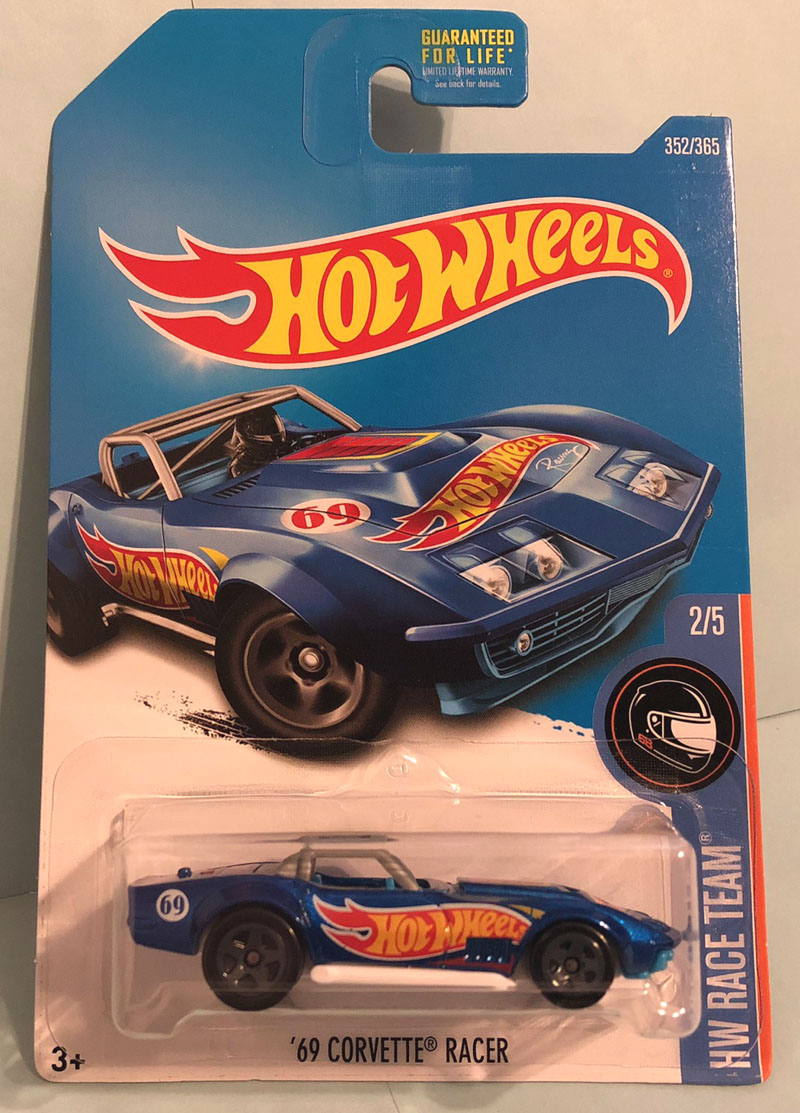 GUARANTEED
FOR LIFE*
LIMITED LIFETIME WARRANTY.
See back for details.
352/365
HOT WHEELS®
HOT WHEELS
Racing
69
HOT WHEELS
2/5
HW RACE TEAM®
69
HOT WHEELS
'69 CORVETTE® RACER
3+